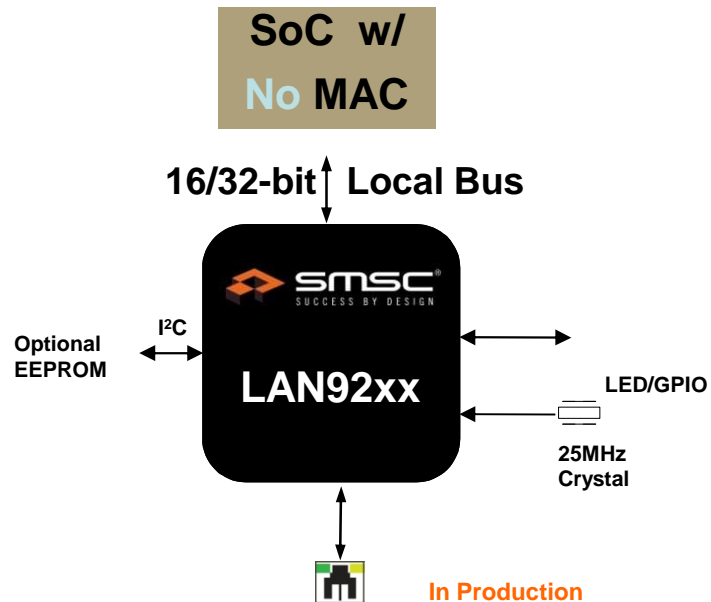 SoC w/
No MAC
16/32-bit Local Bus
smsc®
SUCCESS BY DESIGN
I²C
Optional
EEPROM
LAN92xx
LED/GPIO
25MHz
Crystal
In Production